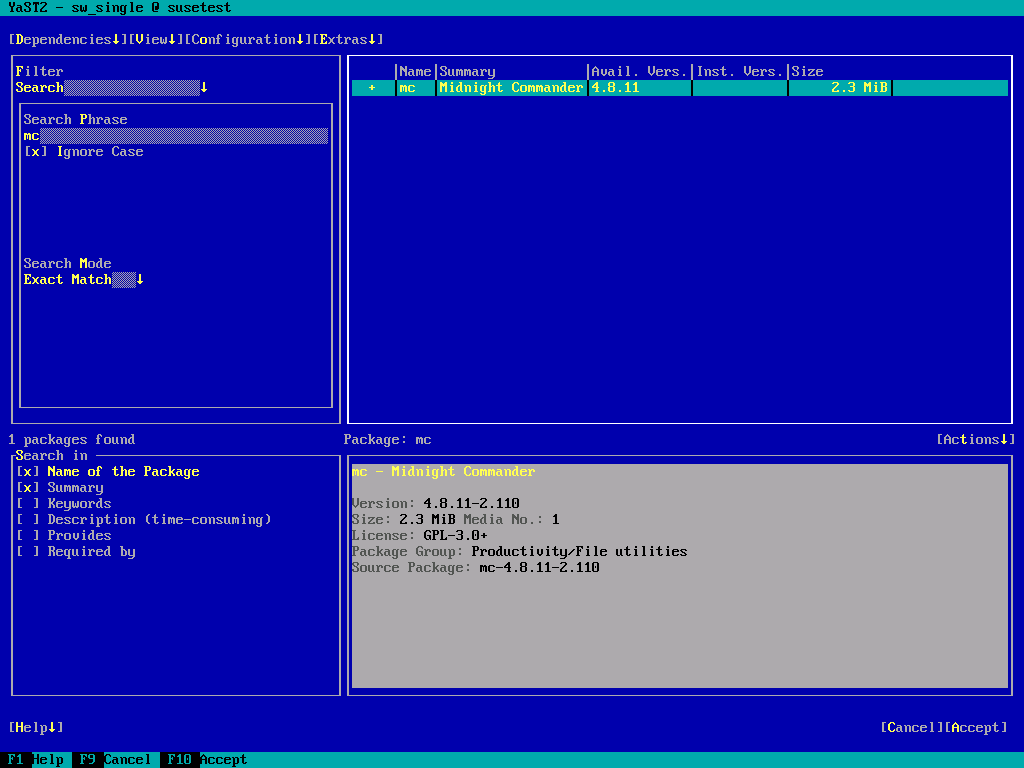 YaST2 - sw_single @ susetest
[Dependencies↓][View↓][Configuration↓][Extras↓]
Filter
Search↓
Search Phrase
mc
[x] Ignore Case
Search Mode
Exact Match↓
|Name|Summary |Avail. Vers.|Inst. Vers.|Size
+ |mc |Midnight Commander|4.8.11 | | 2.3 MiB|
1 packages found
Package: mc
[Actions↓]
Search in
[x] Name of the Package
[x] Summary
[ ] Keywords
[ ] Description (time-consuming)
[ ] Provides
[ ] Required by
mc - Midnight Commander
Version: 4.8.11-2.110
Size: 2.3 MiB Media No.: 1
License: GPL-3.0+
Package Group: Productivity/File utilities
Source Package: mc-4.8.11-2.110
[Help↓]
[Cancel][Accept]
F1 Help F9 Cancel F10 Accept